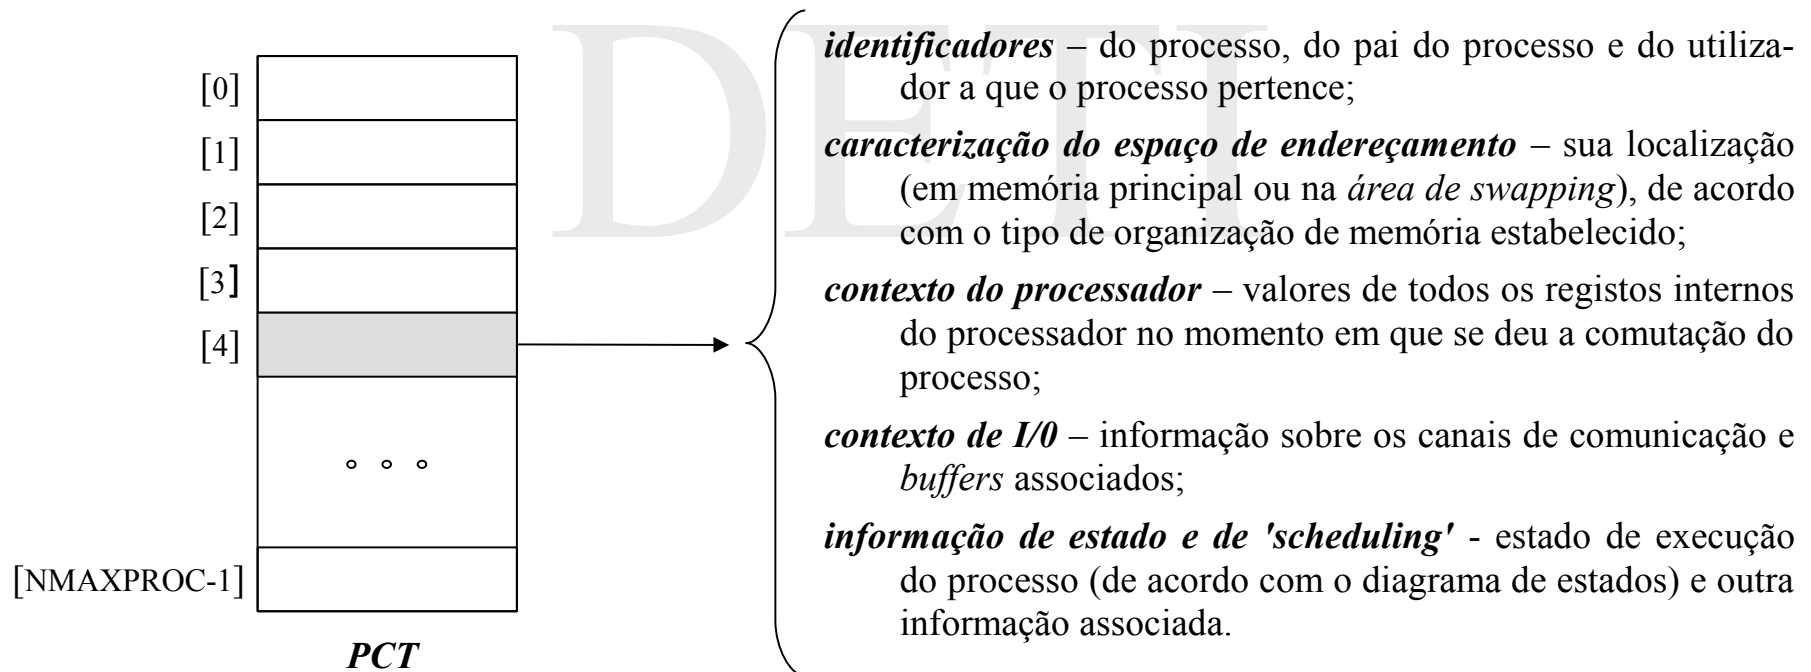 DETI
[0]
[1]
[2]
[3]
[4]
[NMAXPROC-1]
PCT
identificadores – do processo, do pai do processo e do utiliza-
dor a que o processo pertence;
caracterização do espaço de endereçamento – sua localização
(em memória principal ou na área de swapping), de acordo
com o tipo de organização de memória estabelecido;
contexto do processador – valores de todos os registos internos
do processador no momento em que se deu a comutação do
processo;
contexto de I/0 – informação sobre os canais de comunicação e
buffers associados;
informação de estado e de 'scheduling' - estado de execução
do processo (de acordo com o diagrama de estados) e outra
informação associada.